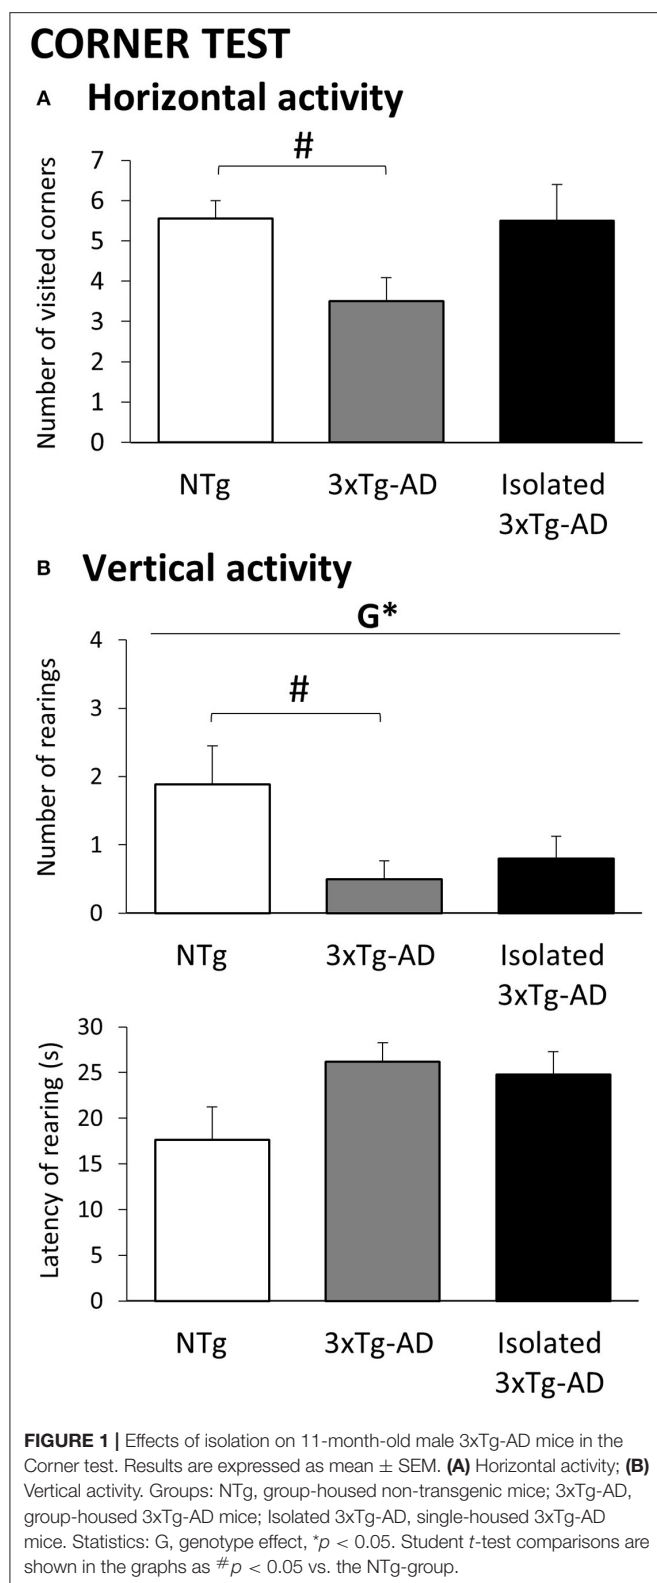 CORNER TEST
A Horizontal activity
Number of visited corners
7
6
5
4
3
2
1
0
#
NTg 3xTg-AD Isolated
3xTg-AD
B Vertical activity
G*
Number of rearings
4
3
2
1
0
#
NTg 3xTg-AD Isolated
3xTg-AD
Latency of rearing (s)
30
25
20
15
10
5
0
NTg 3xTg-AD Isolated
3xTg-AD
FIGURE 1 | Effects of isolation on 11-month-old male 3xTg-AD mice in the
Corner test. Results are expressed as mean ± SEM. (A) Horizontal activity; (B)
Vertical activity. Groups: NTg, group-housed non-transgenic mice; 3xTg-AD,
group-housed 3xTg-AD mice; Isolated 3xTg-AD, single-housed 3xTg-AD
mice. Statistics: G, genotype effect, *p < 0.05. Student t-test comparisons are
shown in the graphs as #p < 0.05 vs. the NTg-group.